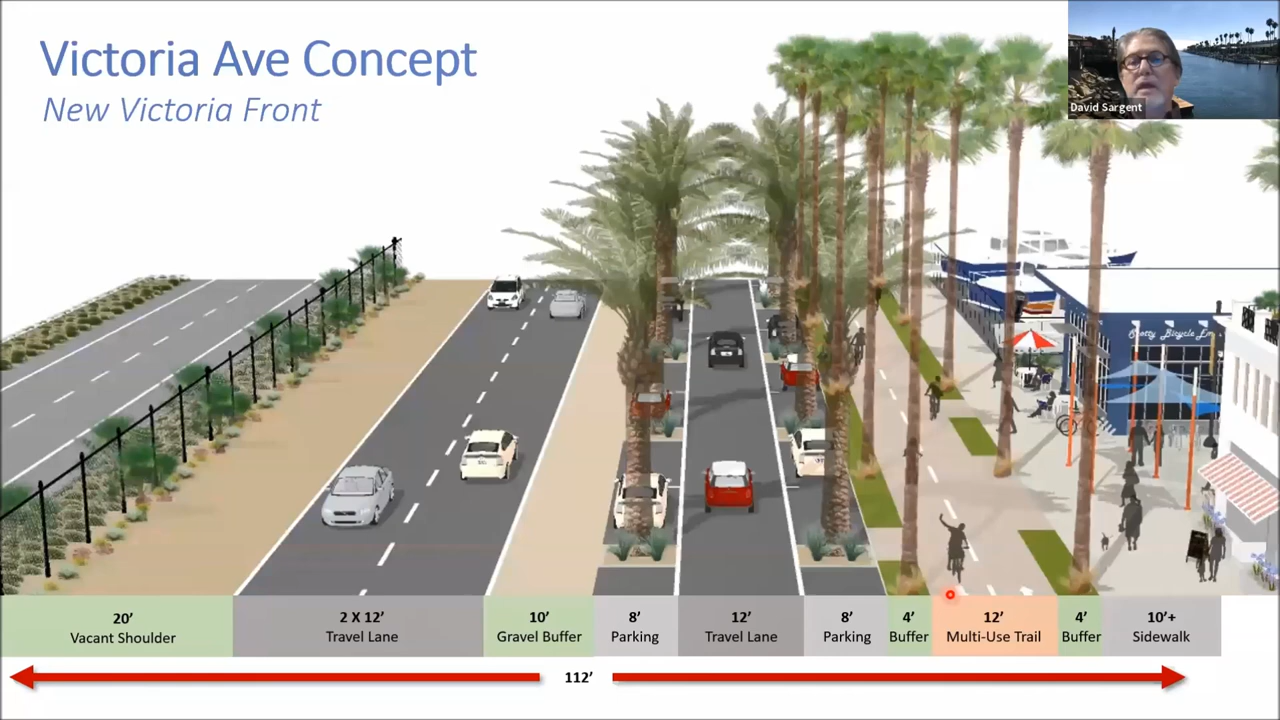 Victoria Ave Concept
New Victoria Front
David Sargent
20’
Vacant Shoulder
2 X 12’
Travel Lane
10’
Gravel Buffer
8’
Parking
12’
Travel Lane
8’
Parking
4’
Buffer
12’
Multi-Use Trail
4’
Buffer
10’+
Sidewalk
112’